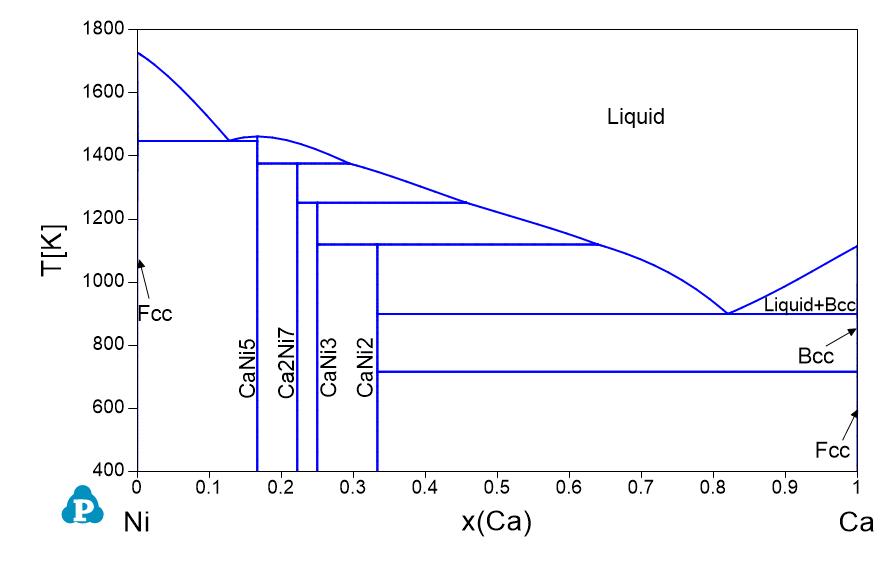 1800
1600
1400
1200
1000
800
600
400
T[K]
Liquid
Liquid+Bcc
Fcc
Bcc
Fcc
CaNi5
Ca2Ni7
CaNi3
CaNi2
0 0.1 0.2 0.3 0.4 0.5 0.6 0.7 0.8 0.9 1
P
Ni x(Ca) Ca